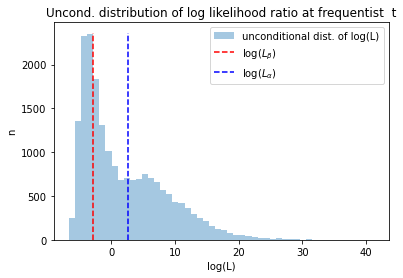 Uncond. distribution of log likelihood ratio at frequentist  t
unconditional dist. of log(L)
log(L_β)
log(L_α)
2000
1500
1000
500
0
n
0 10 20 30 40
log(L)